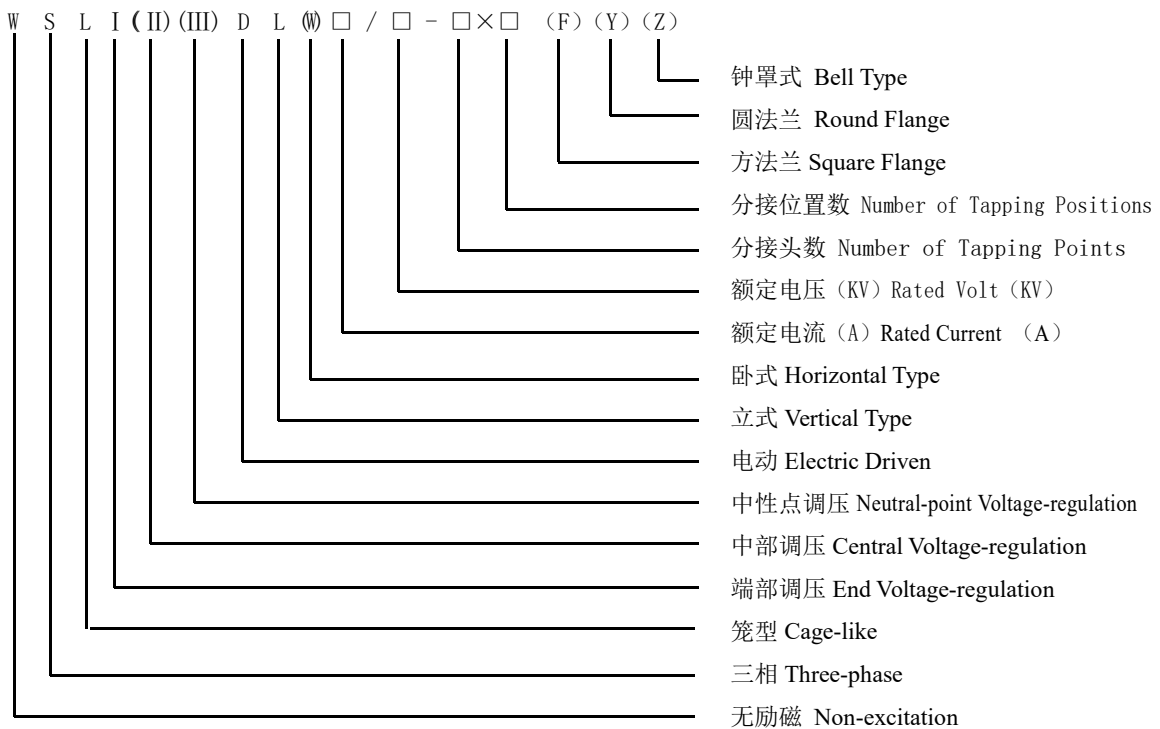 W S L I (II) (III) D L (W) □ / □ - □×□ (F) (Y) (Z)
钟罩式 Bell Type
圆法兰 Round Flange
方法兰 Square Flange
分接位置数 Number of Tapping Positions
分接头数 Number of Tapping Points
额定电压（KV）Rated Volt（KV）
额定电流（A）Rated Current （A）
卧式 Horizontal Type
立式 Vertical Type
电动 Electric Driven
中性点调压 Neutral-point Voltage-regulation
中部调压 Central Voltage-regulation
端部调压 End Voltage-regulation
笼型 Cage-like
三相 Three-phase
无励磁 Non-excitation